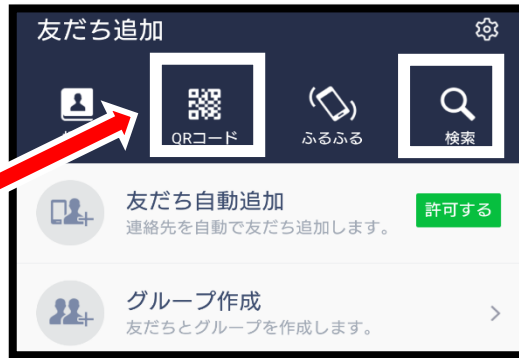 友だち追加
QRコード
ふるふる
検索
友だち自動追加
連絡先を自動で友だち追加します。
許可する
グループ作成
友だちとグループを作成します。